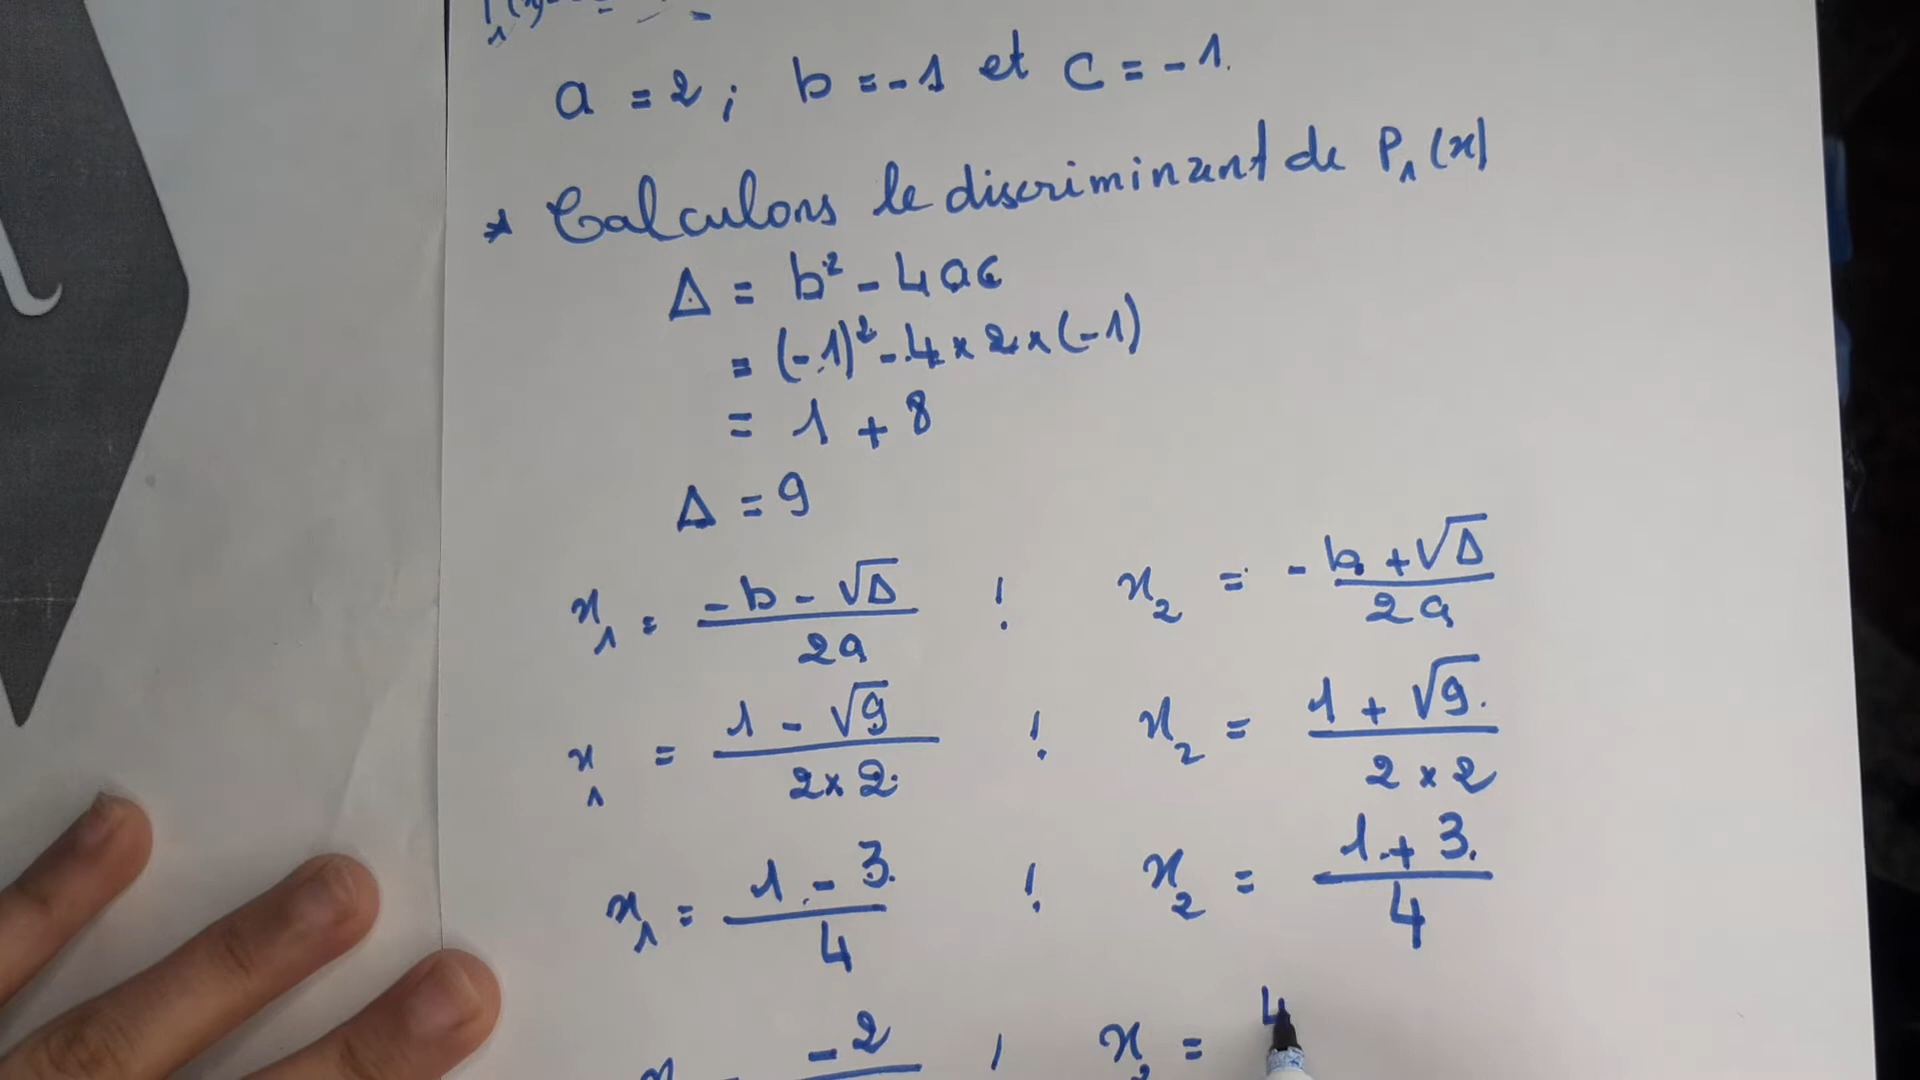 a = 2 ; b = -1 et c = -1.
* Calculons le discriminant de P₁(x)
Δ = b² - 4ac
= (-1)² - 4 × 2 × (-1)
= 1 + 8
Δ = 9
x₁ = (-b - √Δ)/(2a) ; x₂ = (-b + √Δ)/(2a)
x₁ = (1 - √9)/(2×2) ; x₂ = (1 + √9)/(2×2)
x₁ = (1 - 3)/4 ; x₂ = (1 + 3)/4
-2 ; x₂ = 4